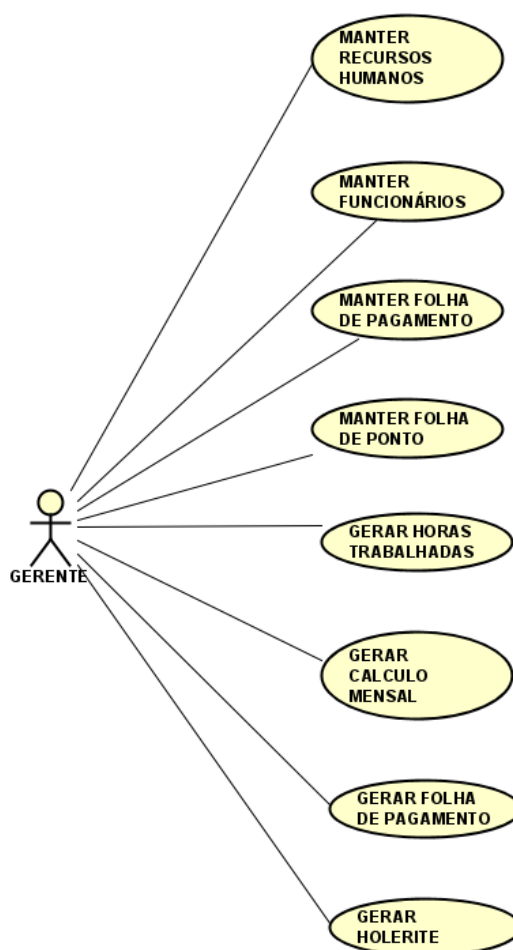 MANTER
RECURSOS
HUMANOS
MANTER
FUNCIONÁRIOS
MANTER FOLHA
DE PAGAMENTO
MANTER FOLHA
DE PONTO
GERENTE
GERAR HORAS
TRABALHADAS
GERAR
CALCULO
MENSAL
GERAR FOLHA
DE PAGAMENTO
GERAR
HOLERITE